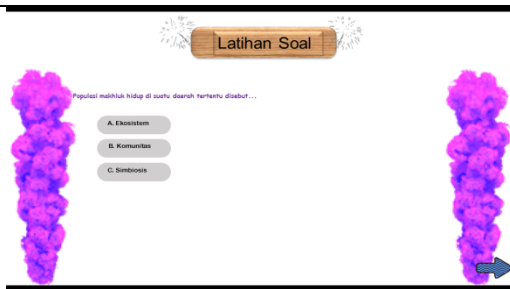 Latihan Soal
Populasi makhluk hidup di suatu daerah tertentu disebut...
A. Ekosistem
B. Komunitas
C. Simbiosis